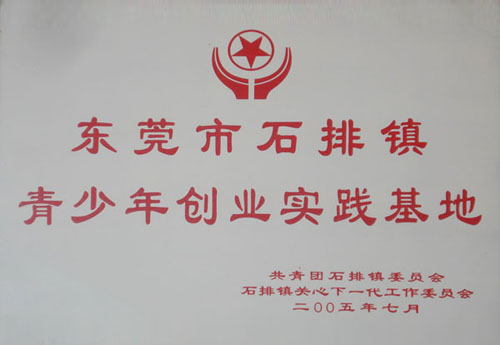 东莞市石排镇
青少年创业实践基地
共青团石排镇委员会
石排镇关心下一代工作委员会
二00五年七月